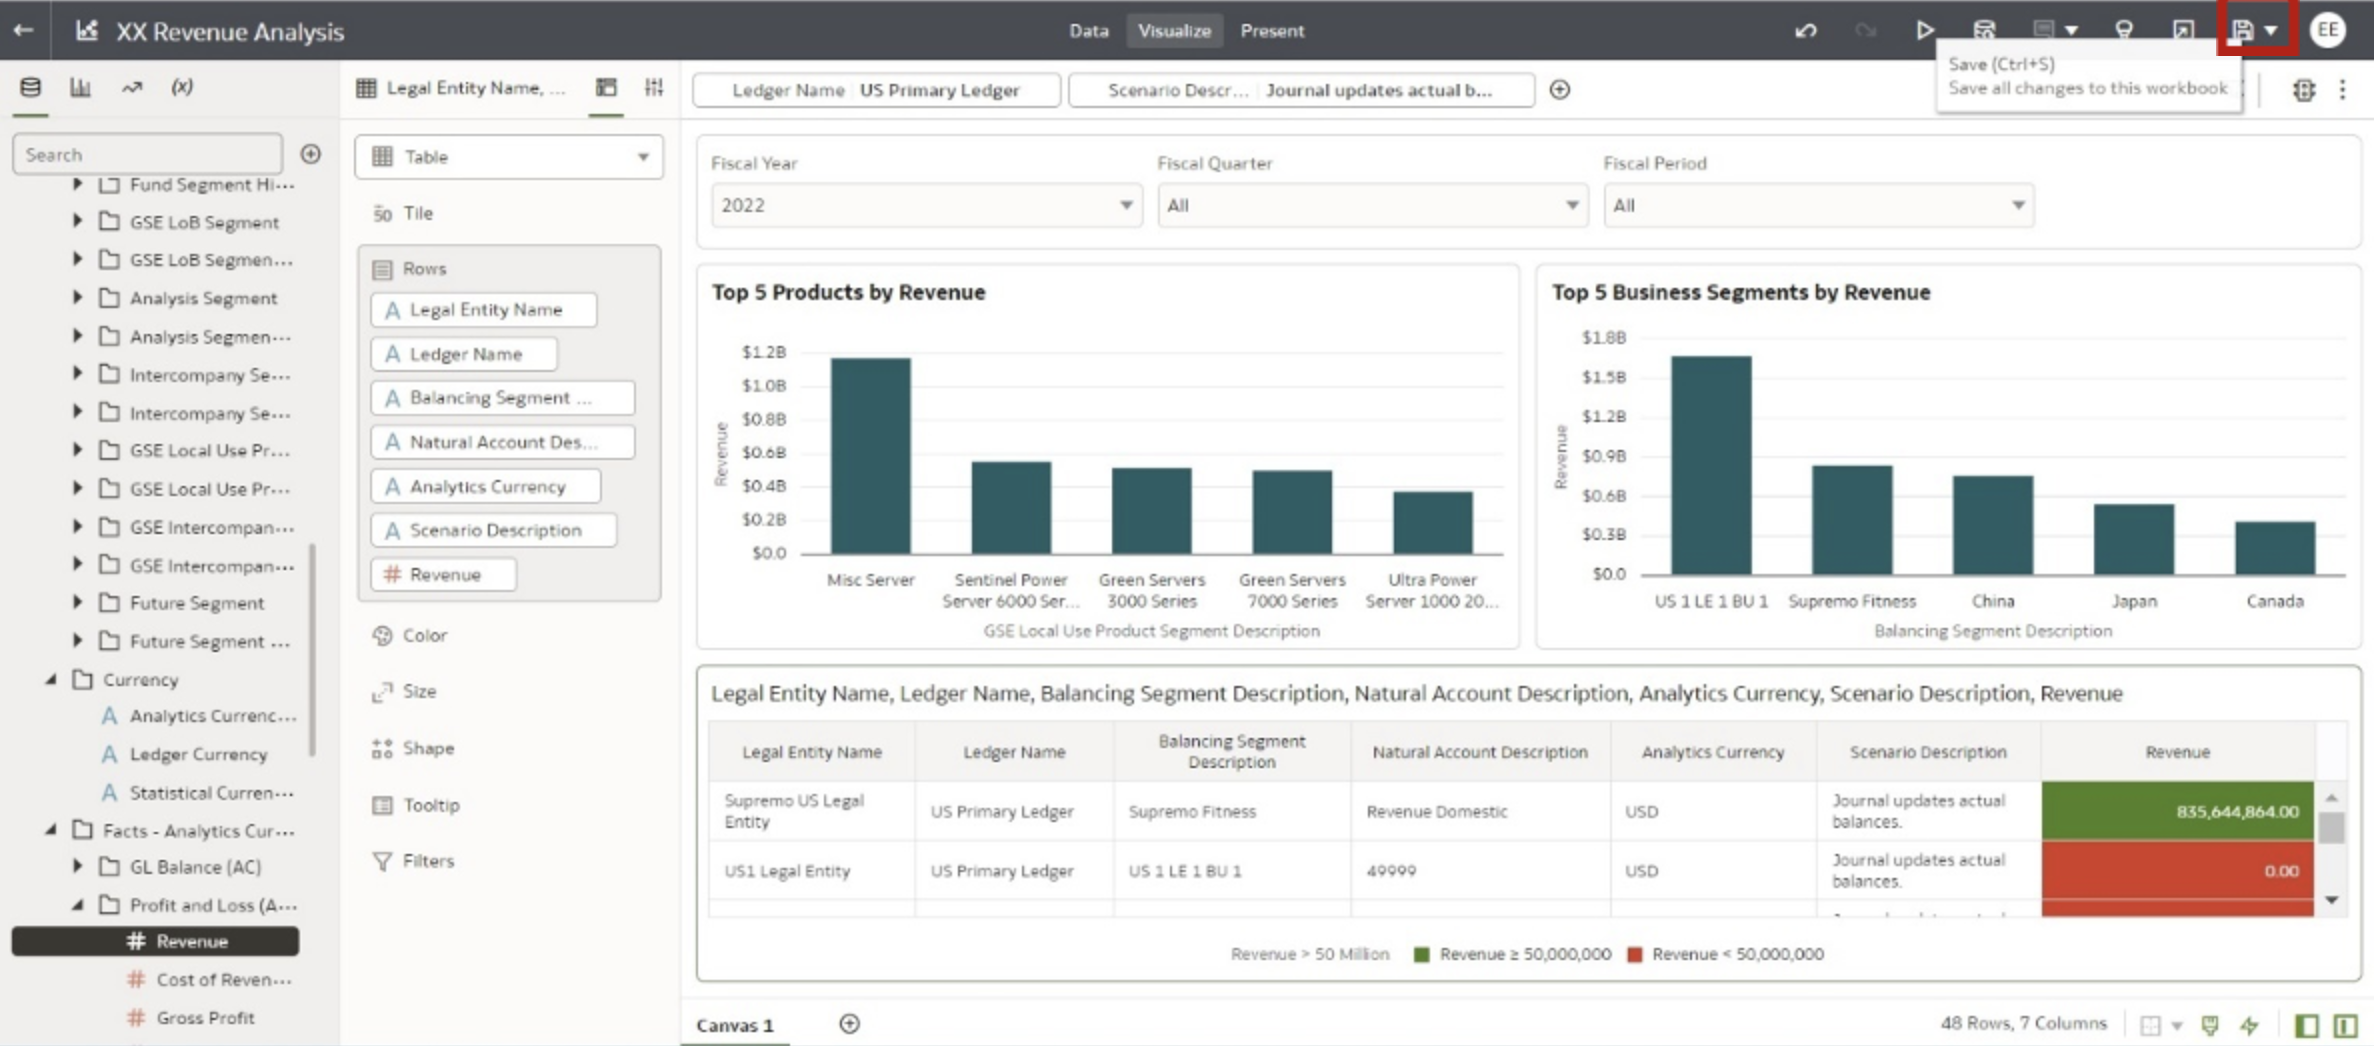 XX Revenue Analysis
Data
Visualize
Present
EE
Save (Ctrl+S)
Save all changes to this workbook
(x)
Legal Entity Name, ...
Ledger Name US Primary Ledger
Scenario Descr... Journal updates actual b...
Search
Fund Segment Hi...
GSE LoB Segment
GSE LoB Segmen...
Analysis Segment
Analysis Segmen...
Intercompany Se...
Intercompany Se...
GSE Local Use Pr...
GSE Local Use Pr...
GSE Intercompan...
GSE Intercompan...
Future Segment
Future Segment ...
Currency
A Analytics Currenc...
A Ledger Currency
A Statistical Curren...
Facts - Analytics Cur...
GL Balance (AC)
Profit and Loss (A...
# Revenue
# Cost of Reven...
# Gross Profit
Table
50 Tile
Rows
A Legal Entity Name
A Ledger Name
A Balancing Segment ...
A Natural Account Des...
A Analytics Currency
A Scenario Description
# Revenue
Color
Size
Shape
Tooltip
Filters
Fiscal Year
2022
Fiscal Quarter
All
Fiscal Period
All
Top 5 Products by Revenue
Revenue
$1.2B
$1.0B
$0.8B
$0.6B
$0.4B
$0.2B
$0.0
Misc Server
Sentinel Power
Server 6000 Ser...
Green Servers
3000 Series
Green Servers
7000 Series
Ultra Power
Server 1000 20...
GSE Local Use Product Segment Description
Top 5 Business Segments by Revenue
Revenue
$1.8B
$1.5B
$1.2B
$0.9B
$0.6B
$0.3B
$0.0
US 1 LE 1 BU 1
Supremo Fitness
China
Japan
Canada
Balancing Segment Description
Legal Entity Name, Ledger Name, Balancing Segment Description, Natural Account Description, Analytics Currency, Scenario Description, Revenue
Legal Entity Name
Ledger Name
Balancing Segment
Description
Natural Account Description
Analytics Currency
Scenario Description
Revenue
Supremo US Legal
Entity
US Primary Ledger
Supremo Fitness
Revenue Domestic
USD
Journal updates actual
balances.
835,644,864.00
US1 Legal Entity
US Primary Ledger
US 1 LE 1 BU 1
49999
USD
Journal updates actual
balances.
0.00
Revenue > 50 Million
Revenue ≥ 50,000,000
Revenue < 50,000,000
Canvas 1
48 Rows, 7 Columns